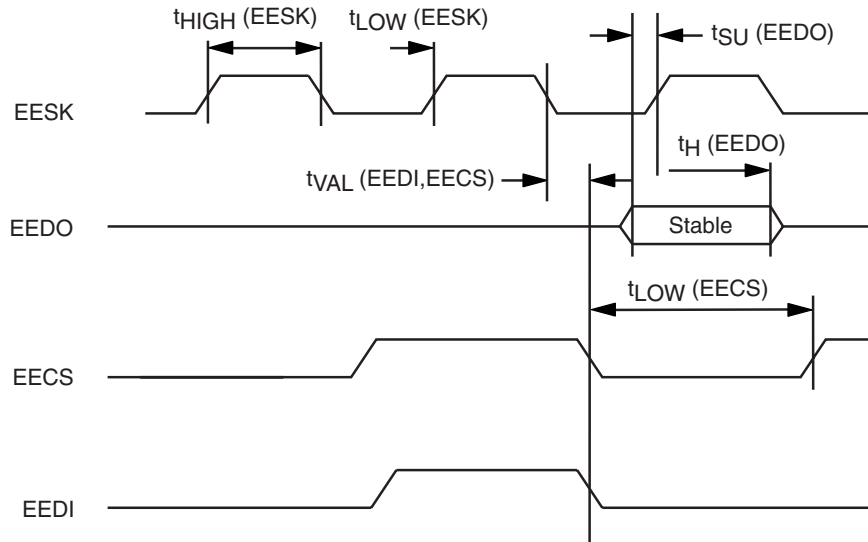 tHIGH (EESK)
tLOW (EESK)
tSU (EEDO)
EESK
tH (EEDO)
tVAL (EEDI,EECS)
EEDO
Stable
tLOW (EECS)
EECS
EEDI